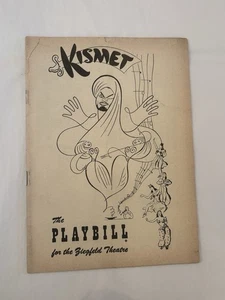 KISMET
The
PLAYBILL
for the Ziegfeld Theatre